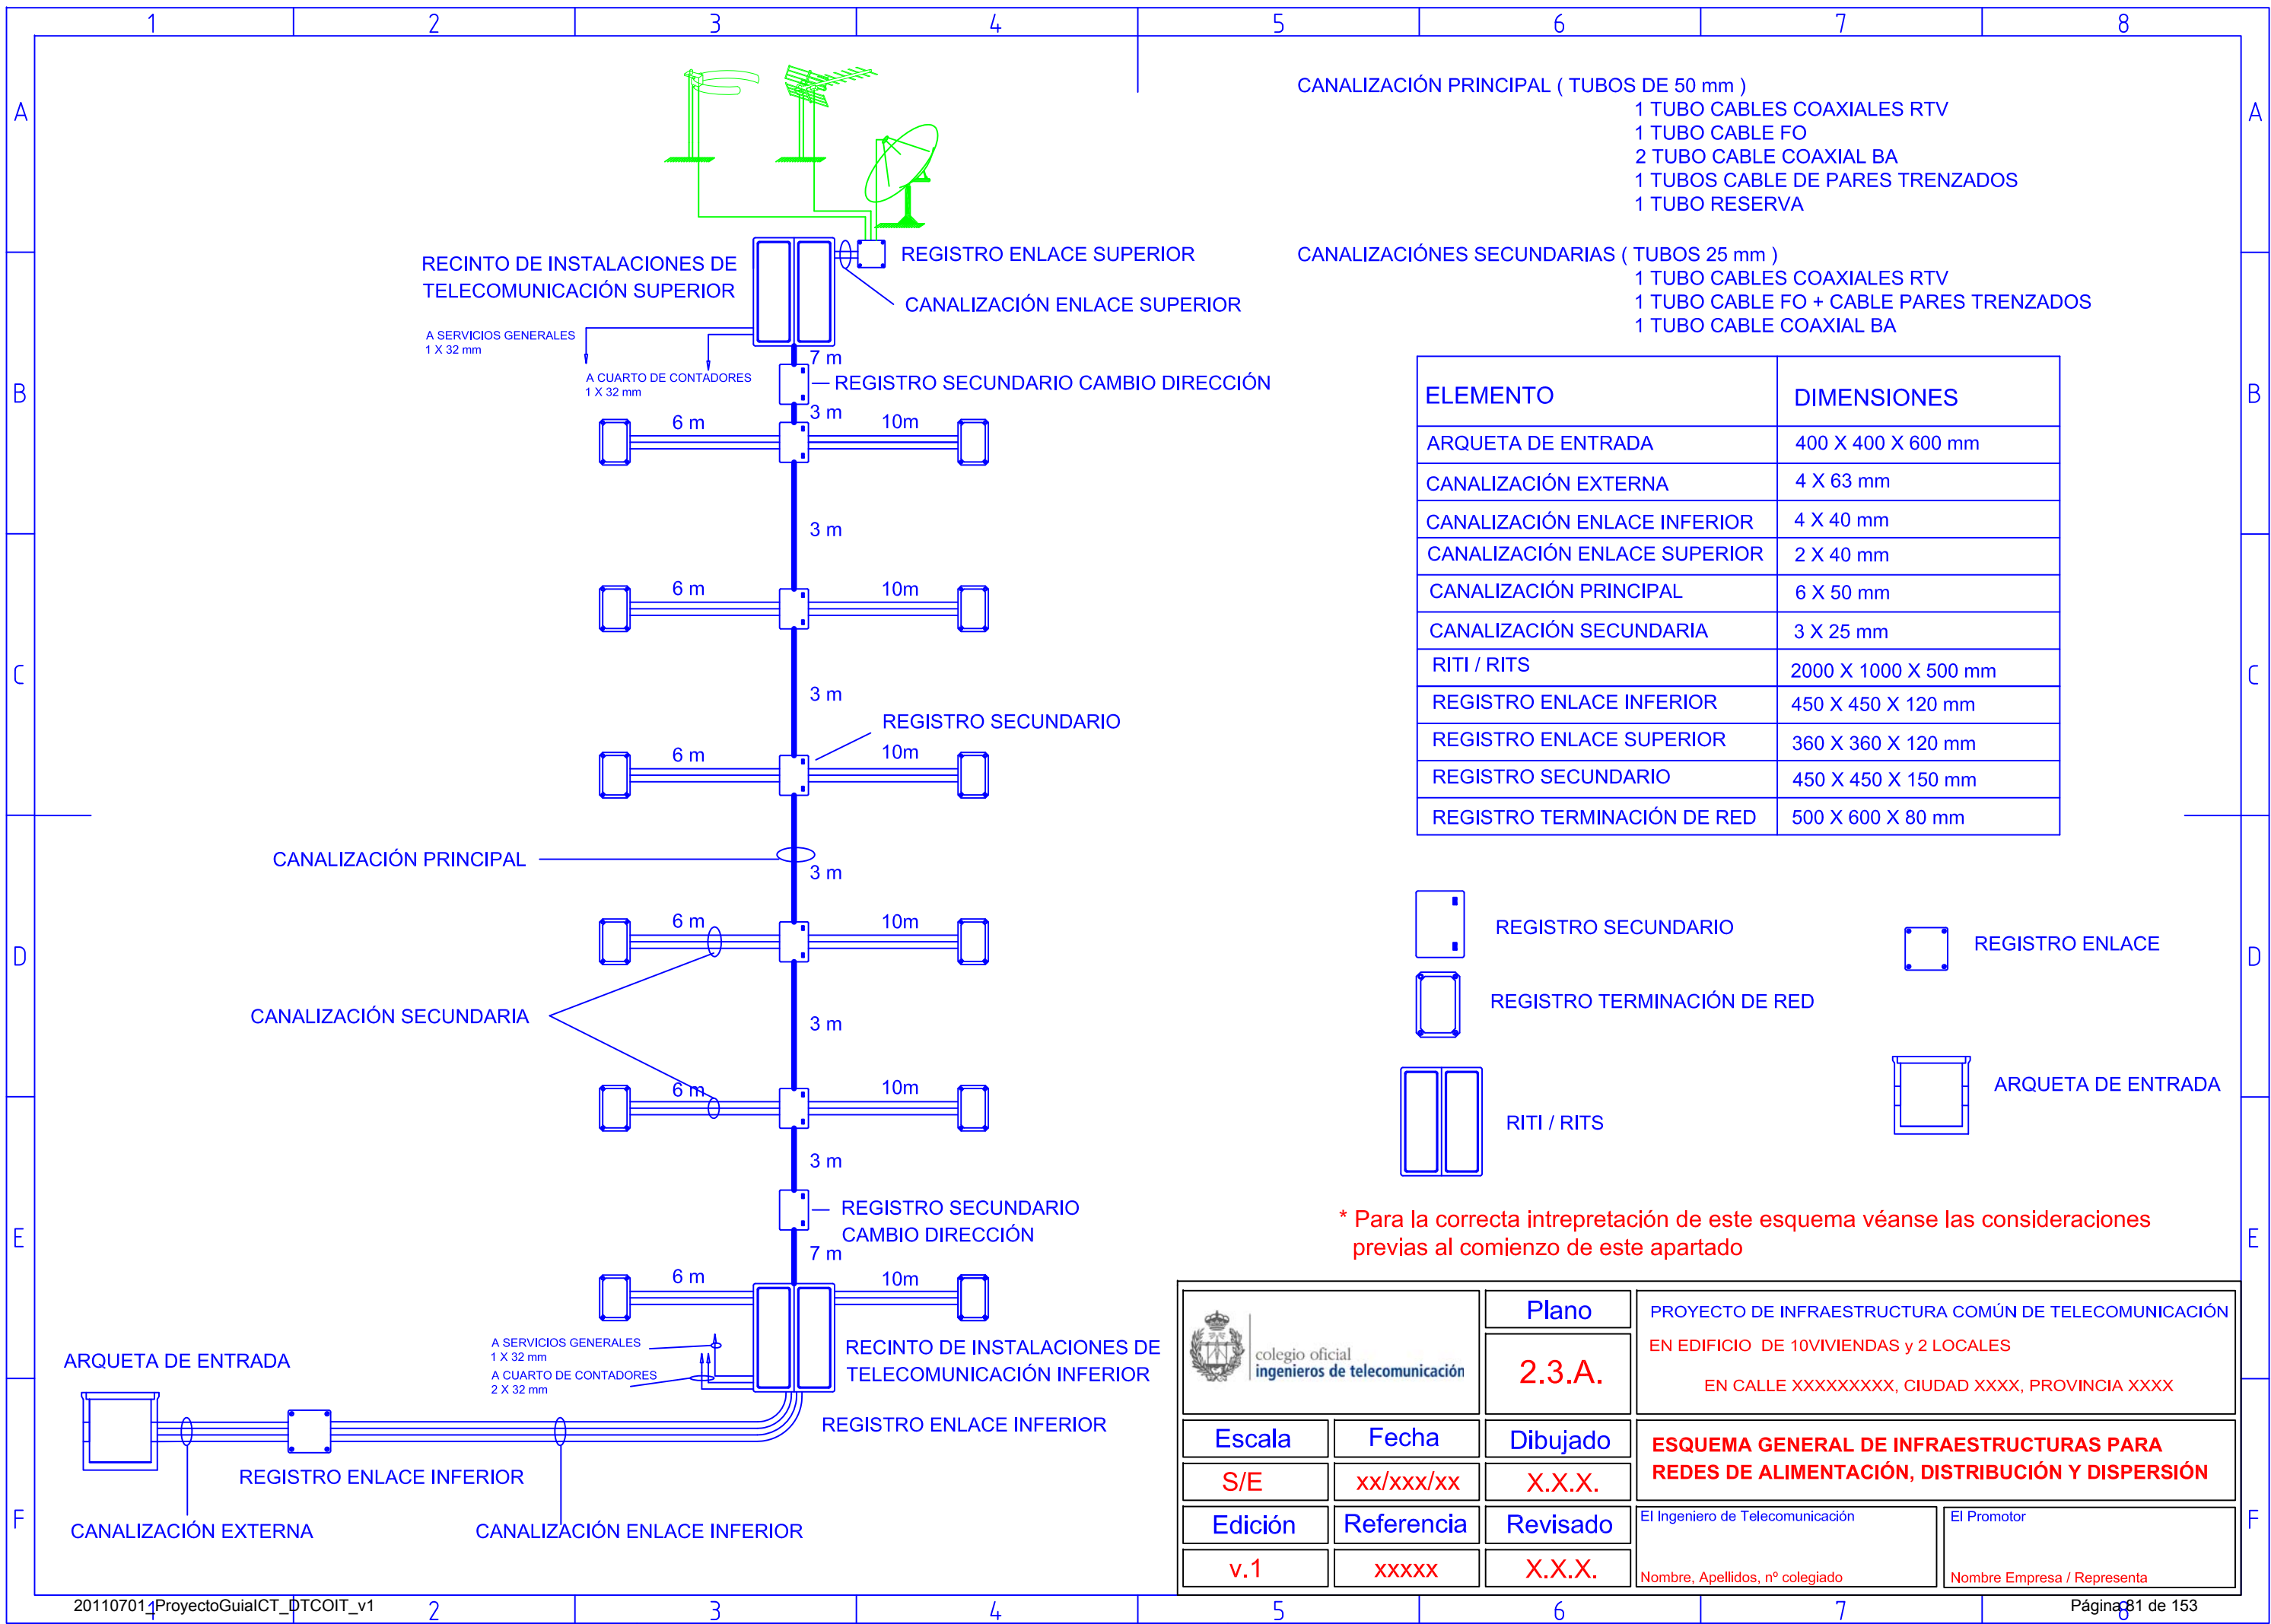 1 2 3 4 5 6 7 8
A A
B B
C C
D D
E E
F F
CANALIZACIÓN PRINCIPAL ( TUBOS DE 50 mm )
1 TUBO CABLES COAXIALES RTV
1 TUBO CABLE FO
2 TUBO CABLE COAXIAL BA
1 TUBOS CABLE DE PARES TRENZADOS
1 TUBO RESERVA
CANALIZACIÓNES SECUNDARIAS ( TUBOS 25 mm )
1 TUBO CABLES COAXIALES RTV
1 TUBO CABLE FO + CABLE PARES TRENZADOS
1 TUBO CABLE COAXIAL BA
RECINTO DE INSTALACIONES DE
TELECOMUNICACIÓN SUPERIOR
REGISTRO ENLACE SUPERIOR
CANALIZACIÓN ENLACE SUPERIOR
A SERVICIOS GENERALES
1 X 32 mm
A CUARTO DE CONTADORES
1 X 32 mm
7 m
REGISTRO SECUNDARIO CAMBIO DIRECCIÓN
3 m
6 m 10m
3 m
6 m 10m
3 m
REGISTRO SECUNDARIO
6 m 10m
CANALIZACIÓN PRINCIPAL
3 m
6 m 10m
CANALIZACIÓN SECUNDARIA
3 m
6 m 10m
3 m
REGISTRO SECUNDARIO
CAMBIO DIRECCIÓN
7 m
6 m 10m
A SERVICIOS GENERALES
1 X 32 mm
A CUARTO DE CONTADORES
2 X 32 mm
RECINTO DE INSTALACIONES DE
TELECOMUNICACIÓN INFERIOR
ARQUETA DE ENTRADA
REGISTRO ENLACE INFERIOR
REGISTRO ENLACE INFERIOR
CANALIZACIÓN EXTERNA
CANALIZACIÓN ENLACE INFERIOR
ELEMENTO DIMENSIONES
ARQUETA DE ENTRADA 400 X 400 X 600 mm
CANALIZACIÓN EXTERNA 4 X 63 mm
CANALIZACIÓN ENLACE INFERIOR 4 X 40 mm
CANALIZACIÓN ENLACE SUPERIOR 2 X 40 mm
CANALIZACIÓN PRINCIPAL 6 X 50 mm
CANALIZACIÓN SECUNDARIA 3 X 25 mm
RITI / RITS 2000 X 1000 X 500 mm
REGISTRO ENLACE INFERIOR 450 X 450 X 120 mm
REGISTRO ENLACE SUPERIOR 360 X 360 X 120 mm
REGISTRO SECUNDARIO 450 X 450 X 150 mm
REGISTRO TERMINACIÓN DE RED 500 X 600 X 80 mm
REGISTRO SECUNDARIO
REGISTRO ENLACE
REGISTRO TERMINACIÓN DE RED
RITI / RITS
ARQUETA DE ENTRADA
* Para la correcta intrepretación de este esquema véanse las consideraciones
previas al comienzo de este apartado
colegio oficial
ingenieros de telecomunicación
Plano
2.3.A.
PROYECTO DE INFRAESTRUCTURA COMÚN DE TELECOMUNICACIÓN
EN EDIFICIO DE 10VIVIENDAS y 2 LOCALES
EN CALLE XXXXXXXXX, CIUDAD XXXX, PROVINCIA XXXX
Escala Fecha Dibujado
S/E xx/xxx/xx X.X.X.
ESQUEMA GENERAL DE INFRAESTRUCTURAS PARA
REDES DE ALIMENTACIÓN, DISTRIBUCIÓN Y DISPERSIÓN
Edición Referencia Revisado
v.1 xxxxx X.X.X.
El Ingeniero de Telecomunicación
Nombre, Apellidos, nº colegiado
El Promotor
Nombre Empresa / Representa
20110701_ProyectoGuiaICT_DTCOIT_v1
1 2 3 4 5 6 7 8
Página 81 de 153